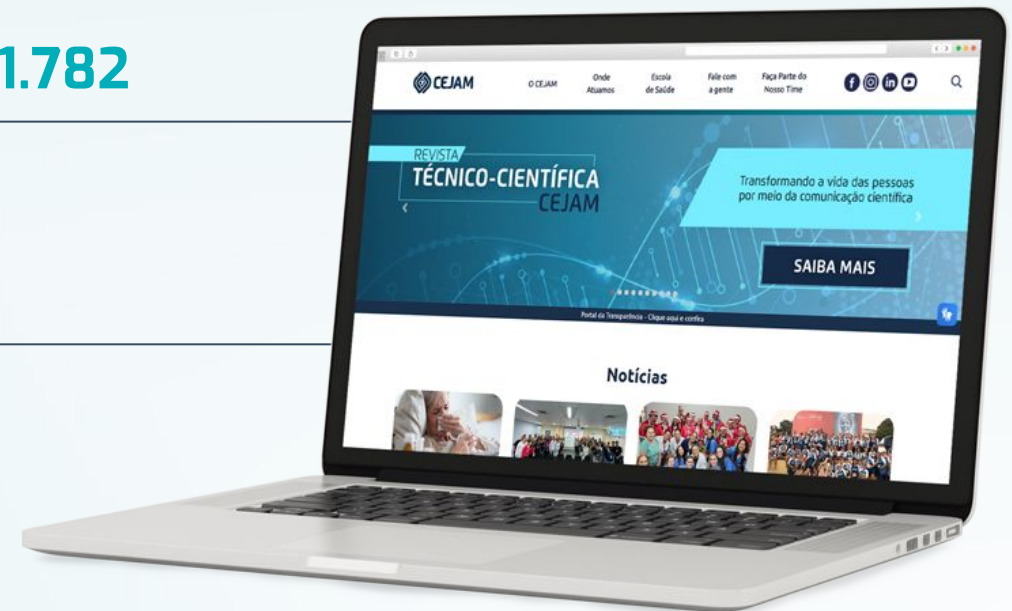 1.782
CEJAM
O CEJAM
Onde
Atuamos
Escola
de Saúde
Fale com
a gente
Faça Parte do
Nosso Time
REVISTA
TÉCNICO-CIENTÍFICA
CEJAM
Transformando a vida das pessoas
por meio da comunicação científica
SAIBA MAIS
Portal da Transparência - Clique aqui e confira
Notícias